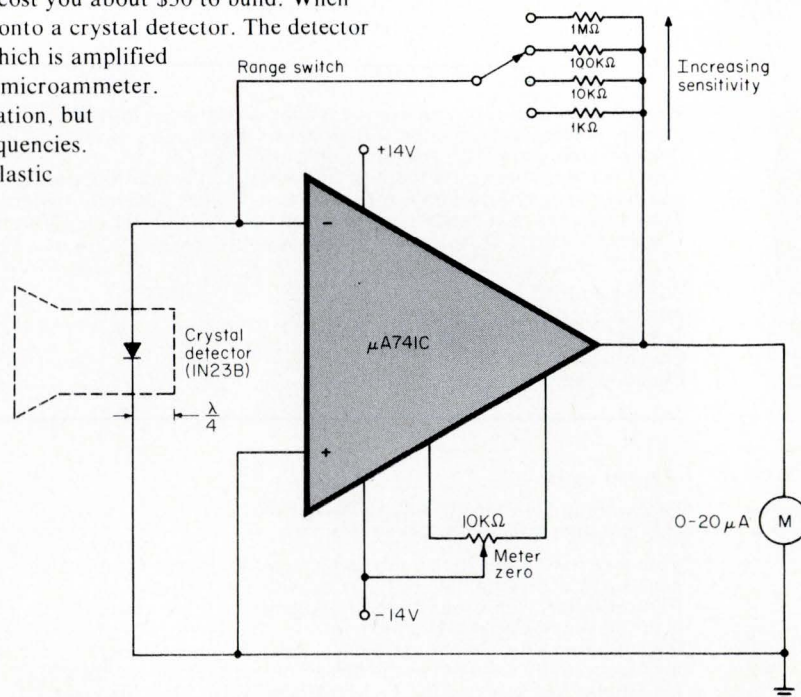 cost you about $50 to build. When
onto a crystal detector. The detector
hich is amplified
microammeter.
ation, but
quencies.
lastic
Range switch
1MΩ
100KΩ
10KΩ
1KΩ
Increasing
sensitivity
+14V
-
μA741C
Crystal
detector
(1N23B)
λ
4
+
10KΩ
Meter
zero
-14V
0-20μA
M